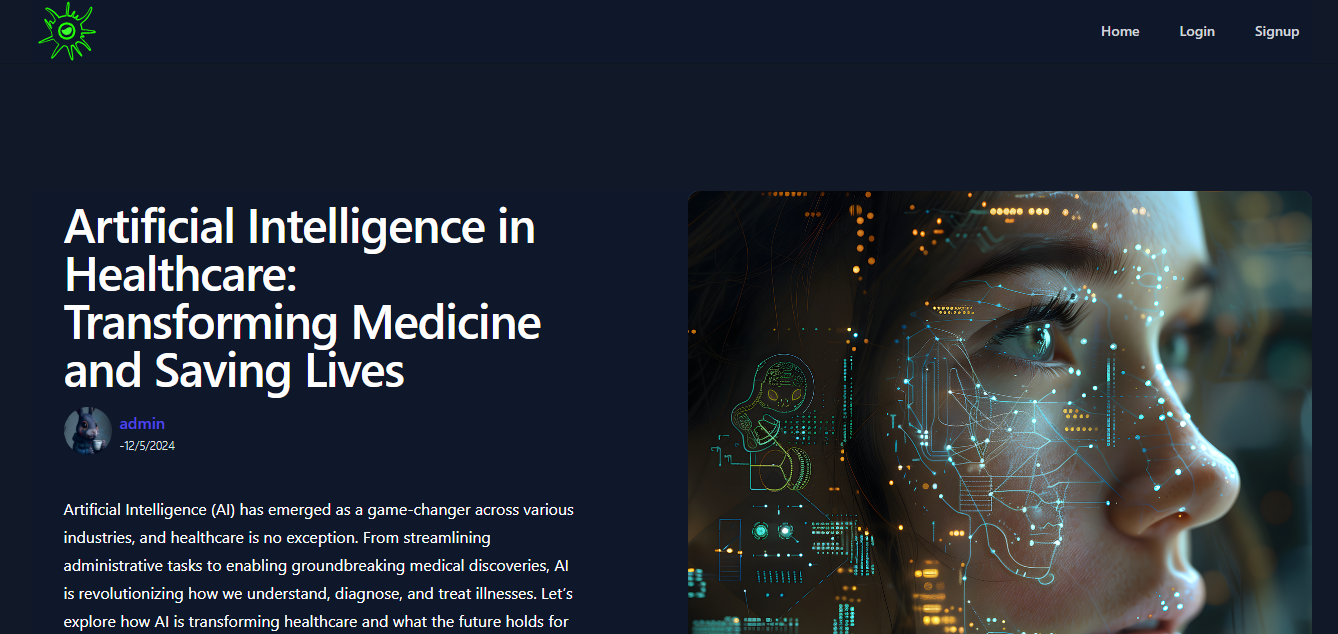 Home Login Signup
Artificial Intelligence in
Healthcare:
Transforming Medicine
and Saving Lives
admin
-12/5/2024
Artificial Intelligence (AI) has emerged as a game-changer across various
industries, and healthcare is no exception. From streamlining
administrative tasks to enabling groundbreaking medical discoveries, AI
is revolutionizing how we understand, diagnose, and treat illnesses. Let’s
explore how AI is transforming healthcare and what the future holds for